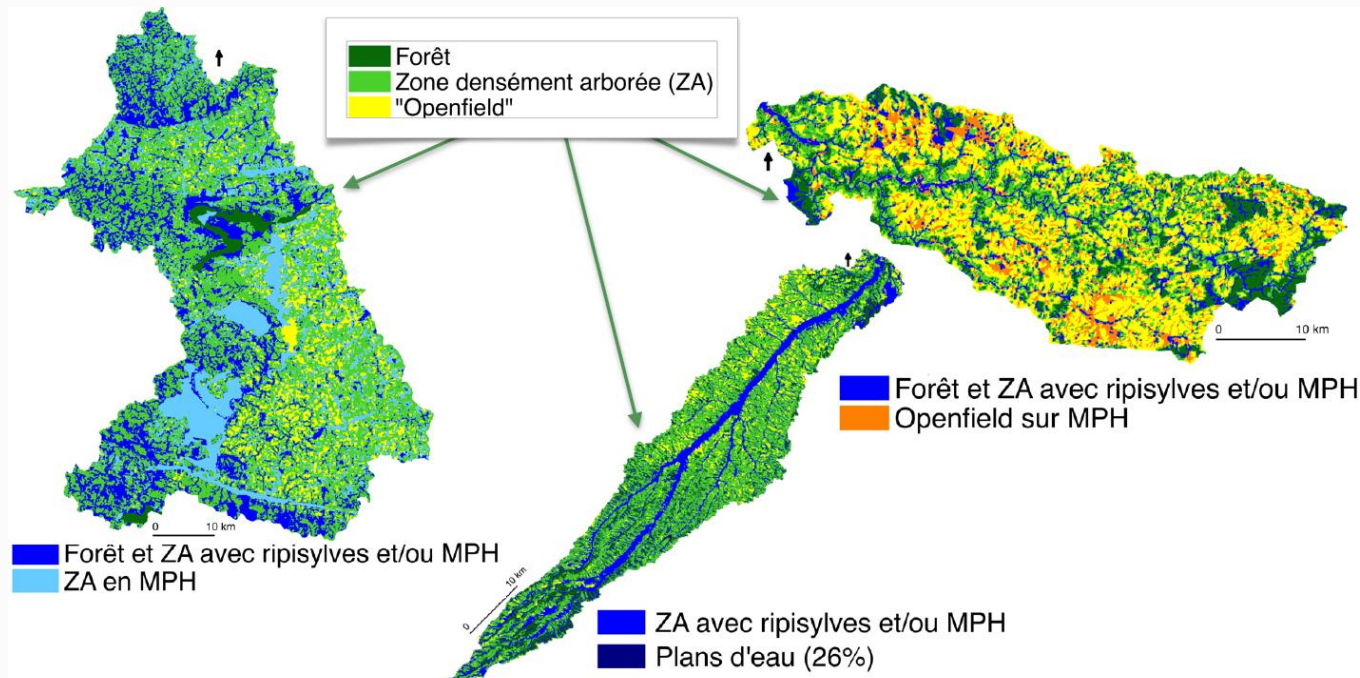 Forêt
Zone densément arborée (ZA)
"Openfield"
0 10 km
Forêt et ZA avec ripisylves et/ou MPH
ZA en MPH
0 10 km
ZA avec ripisylves et/ou MPH
Plans d'eau (26%)
0 10 km
Forêt et ZA avec ripisylves et/ou MPH
Openfield sur MPH